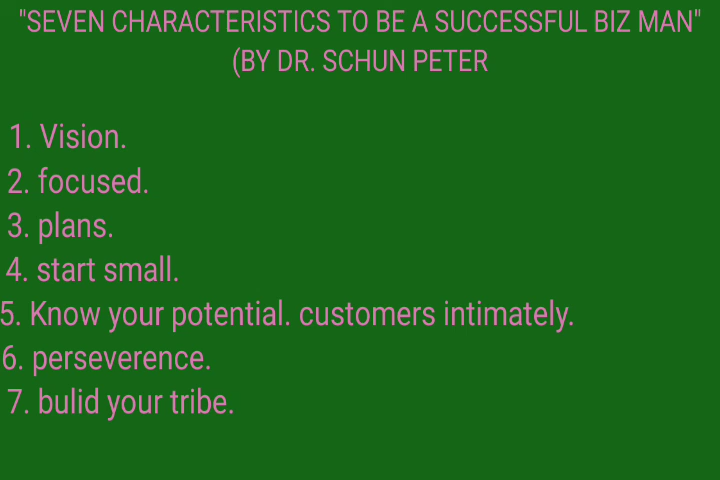 "SEVEN CHARACTERISTICS TO BE A SUCCESSFUL BIZ MAN"
(BY DR. SCHUN PETER
1. Vision.
2. focused.
3. plans.
4. start small.
5. Know your potential. customers intimately.
6. perseverence.
7. bulid your tribe.